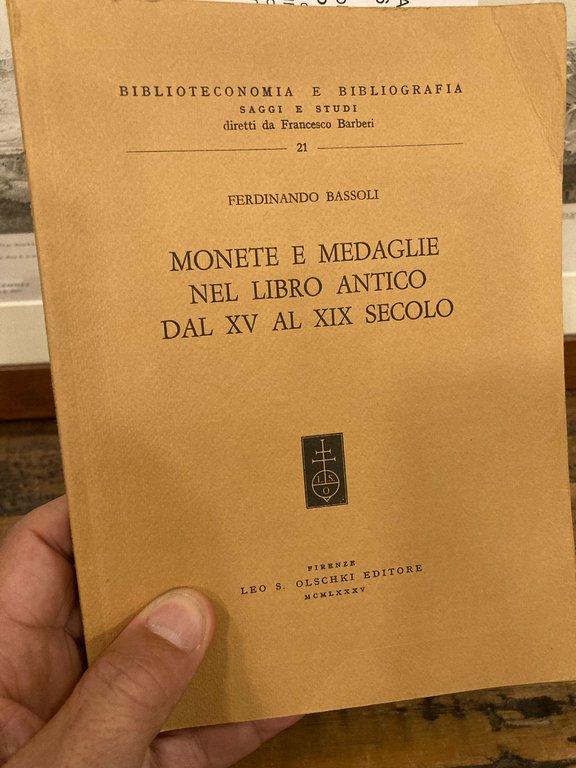 BIBLIOTECONOMIA E BIBLIOGRAFIA
SAGGI E STUDI
diretti da Francesco Barberi
21
FERDINANDO BASSOLI
MONETE E MEDAGLIE
NEL LIBRO ANTICO
DAL XV AL XIX SECOLO
L S
O
FIRENZE
LEO S. OLSCHKI EDITORE
MCMLXXXV